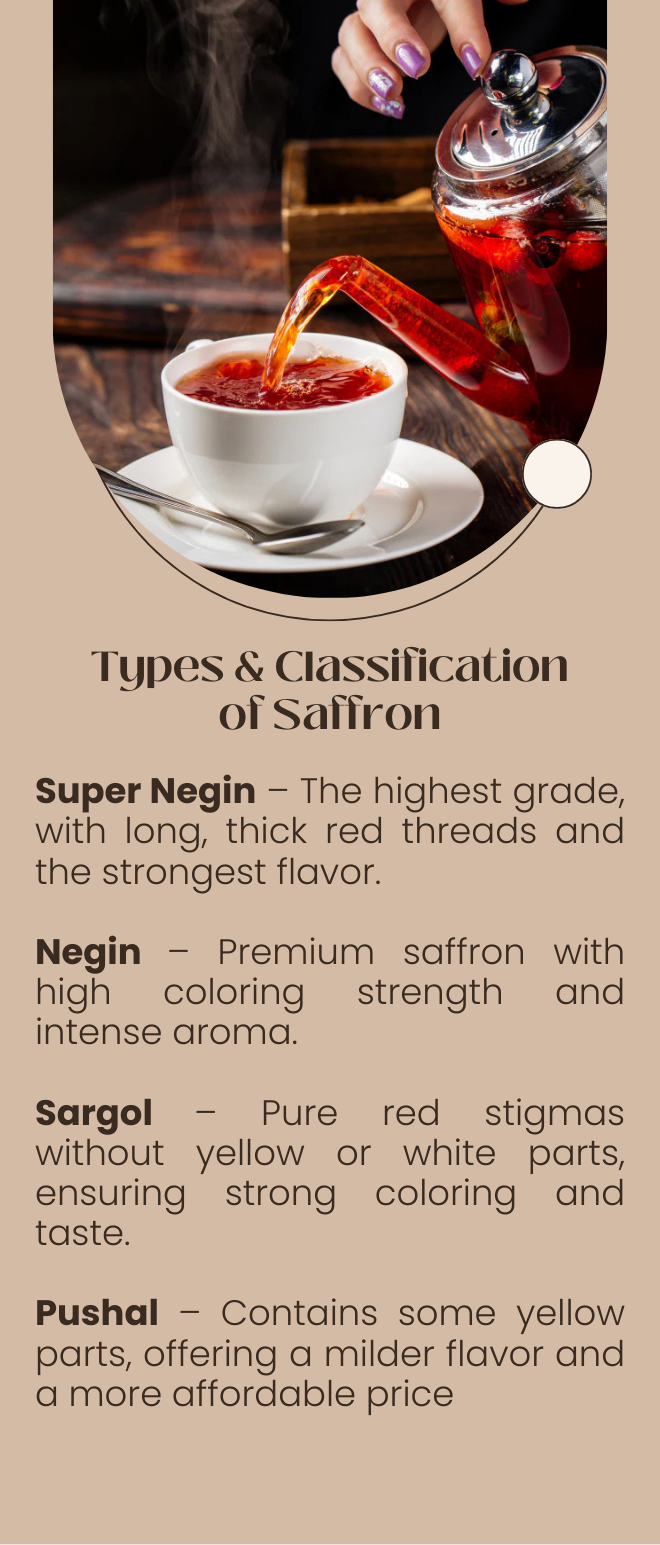 Types & Classification
of Saffron
Super Negin – The highest grade,
with long, thick red threads and
the strongest flavor.
Negin – Premium saffron with
high coloring strength and
intense aroma.
Sargol – Pure red stigmas
without yellow or white parts,
ensuring strong coloring and
taste.
Pushal – Contains some yellow
parts, offering a milder flavor and
a more affordable price